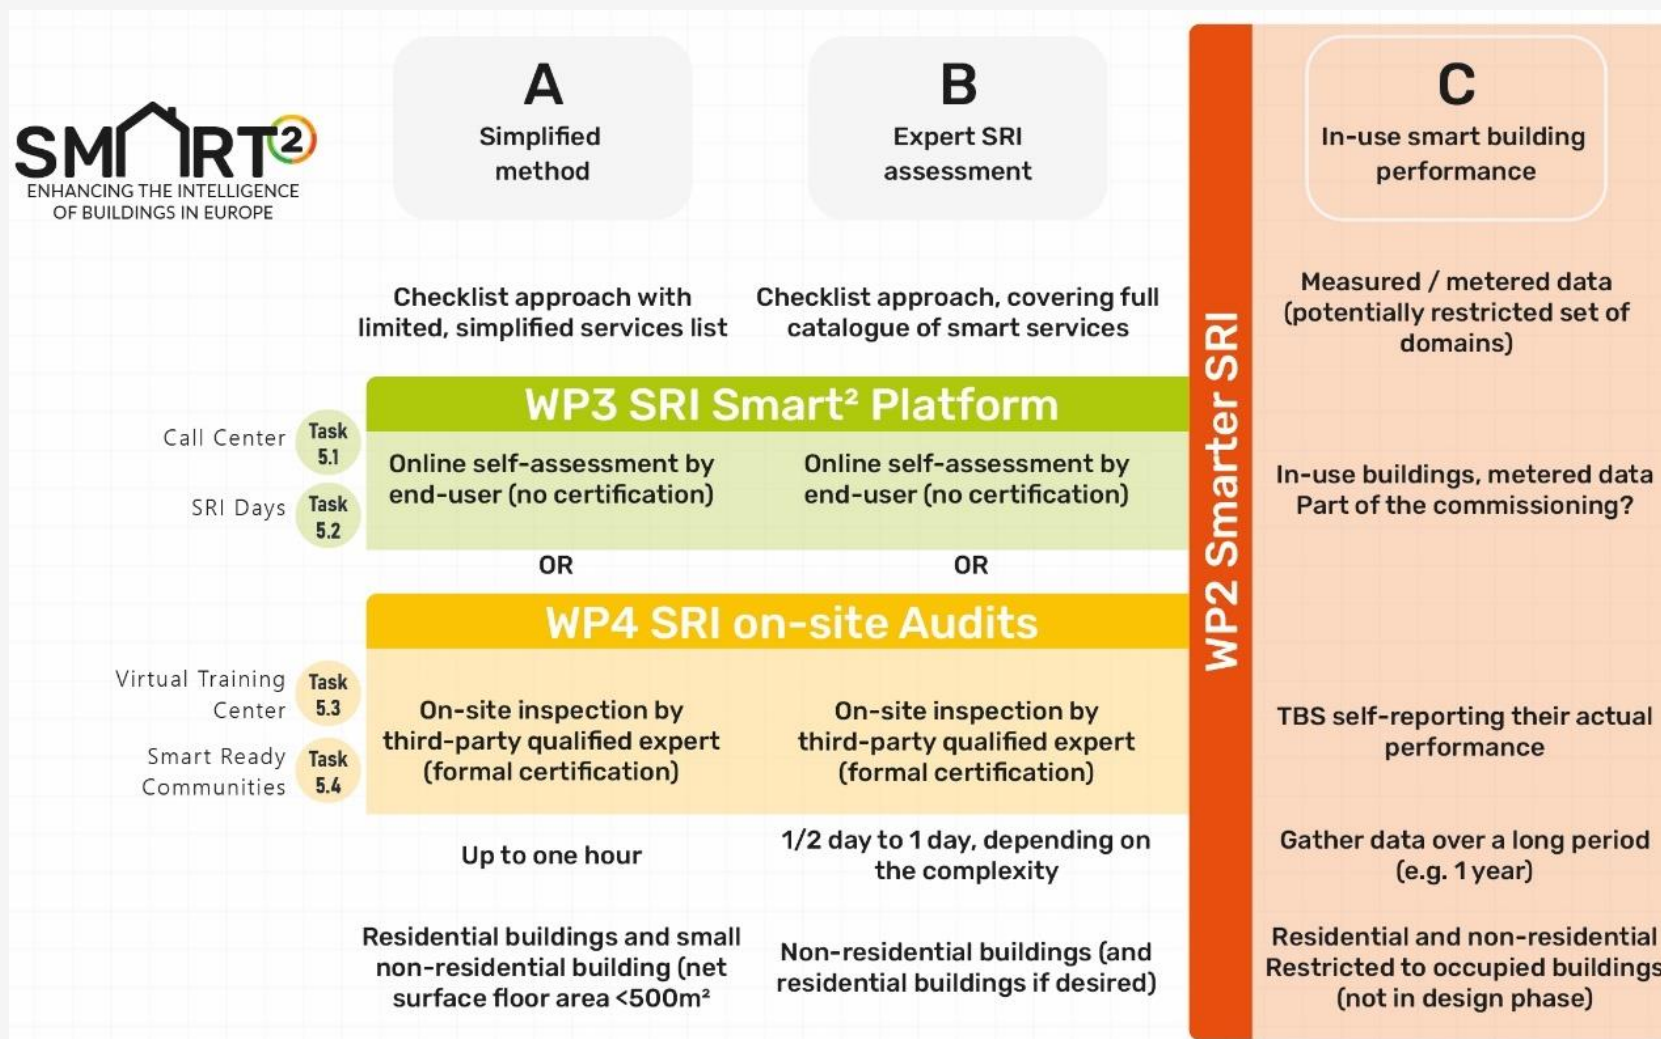 SMART²
ENHANCING THE INTELLIGENCE
OF BUILDINGS IN EUROPE
A
Simplified
method
B
Expert SRI
assessment
C
In-use smart building
performance
Checklist approach with
limited, simplified services list
Checklist approach, covering full
catalogue of smart services
Measured / metered data
(potentially restricted set of
domains)
WP2 Smarter SRI
WP3 SRI Smart² Platform
Call Center
Task
5.1
SRI Days
Task
5.2
Online self-assessment by
end-user (no certification)
Online self-assessment by
end-user (no certification)
In-use buildings, metered data
Part of the commissioning?
OR
OR
WP4 SRI on-site Audits
Virtual Training
Center
Task
5.3
Smart Ready
Communities
Task
5.4
On-site inspection by
third-party qualified expert
(formal certification)
On-site inspection by
third-party qualified expert
(formal certification)
TBS self-reporting their actual
performance
Up to one hour
1/2 day to 1 day, depending on
the complexity
Gather data over a long period
(e.g. 1 year)
Residential buildings and small
non-residential building (net
surface floor area <500m²
Non-residential buildings (and
residential buildings if desired)
Residential and non-residential
Restricted to occupied buildings
(not in design phase)